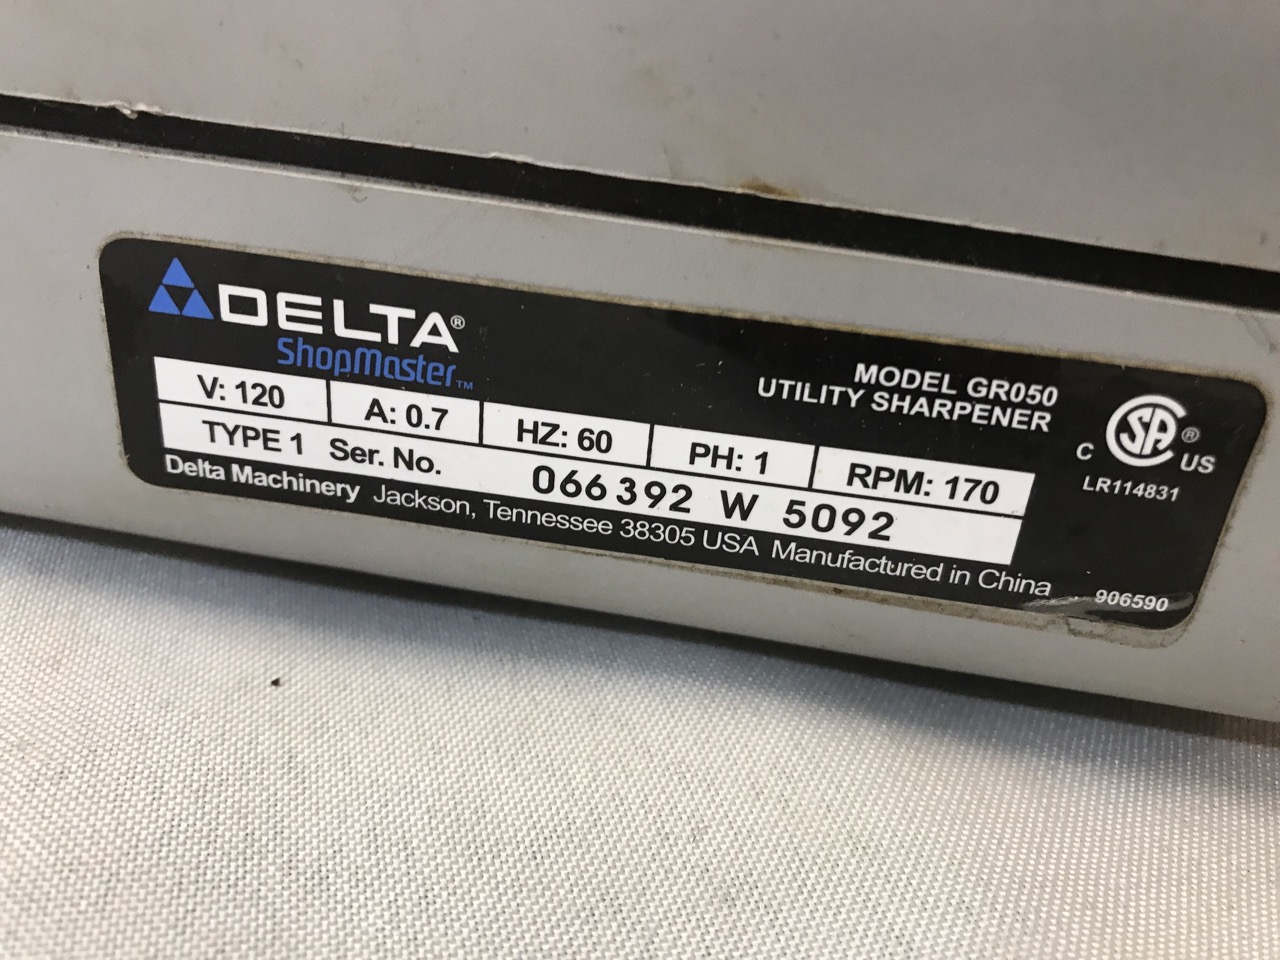 DELTA®
ShopMaster™
MODEL GR050
UTILITY SHARPENER
V: 120 A: 0.7 HZ: 60 PH: 1 RPM: 170
TYPE 1 Ser. No. 066392 W 5092
Delta Machinery Jackson, Tennessee 38305 USA Manufactured in China
C SA® US
LR114831
906590